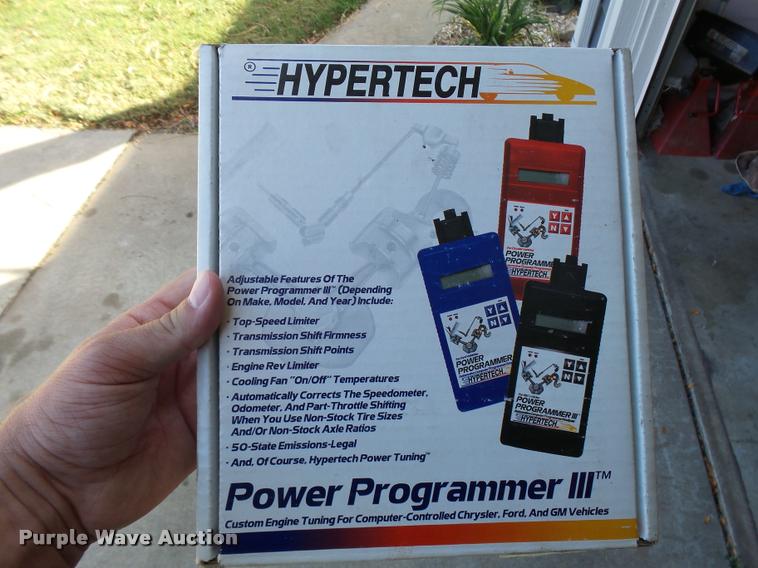 ® HYPERTECH
Adjustable Features Of The
Power Programmer III™ (Depending
On Make, Model, And Year) Include:
· Top-Speed Limiter
· Transmission Shift Firmness
· Transmission Shift Points
· Engine Rev Limiter
· Cooling Fan "On/Off" Temperatures
· Automatically Corrects The Speedometer,
Odometer, And Part-Throttle Shifting
When You Use Non-Stock Tire Sizes
And/Or Non-Stock Axle Ratios
· 50-State Emissions-Legal
· And, Of Course, Hypertech Power Tuning™
Y
N
POWER
PROGRAMMER
HYPERTECH
Y
N
POWER
PROGRAMMER
HYPERTECH
Y
N
POWER
PROGRAMMER III
HYPERTECH
Power Programmer III™
Custom Engine Tuning For Computer-Controlled Chrysler, Ford, And GM Vehicles
Purple Wave Auction